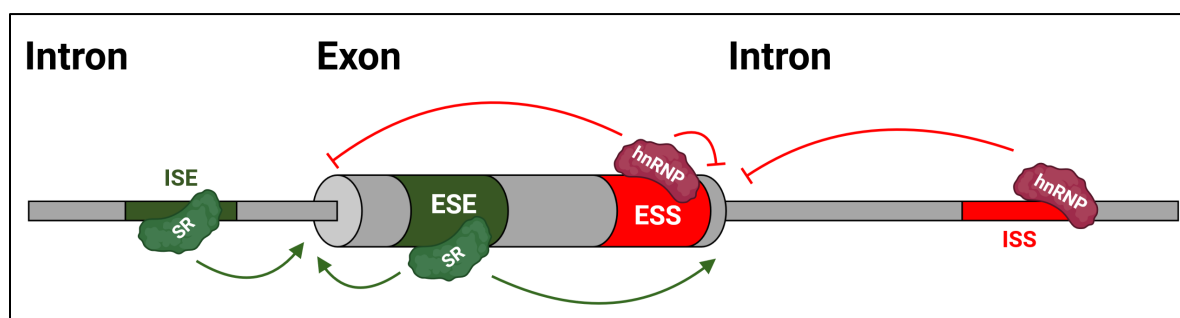 Intron
Exon
Intron
ISE
SR
ESE
SR
hnRNP
ESS
hnRNP
ISS